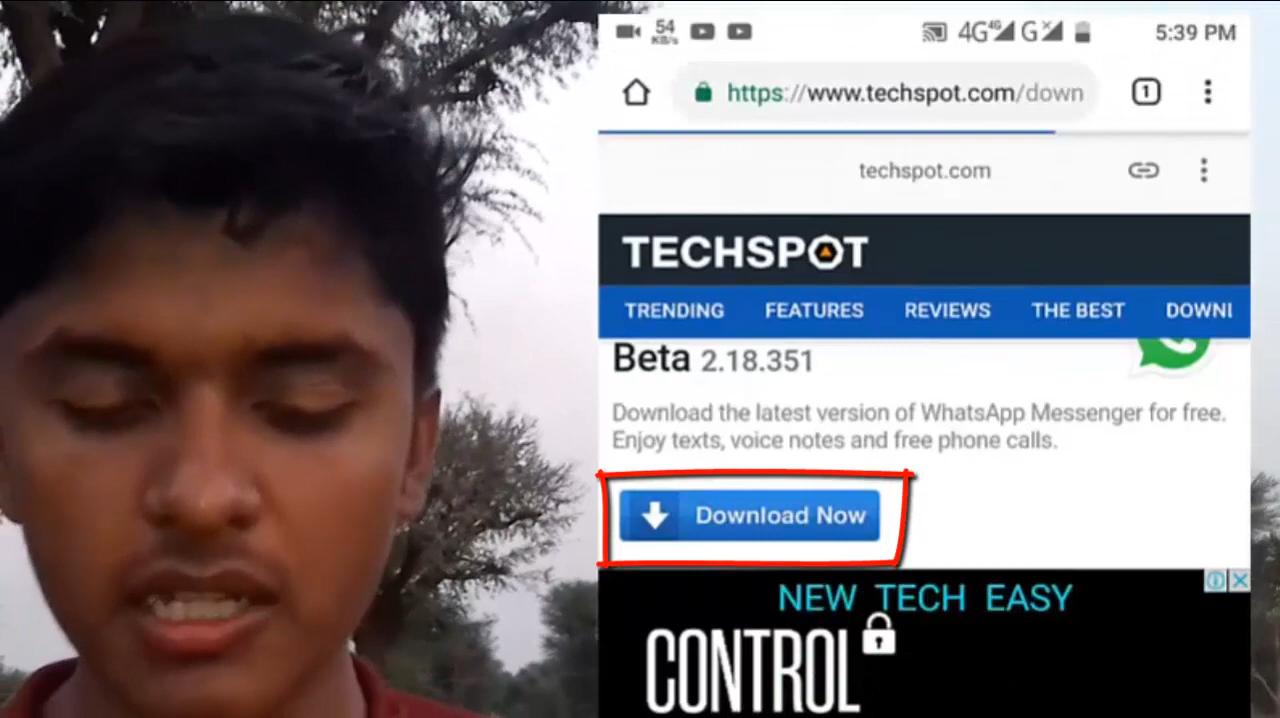 54
KB/s
4G 4G G 5:39 PM
https://www.techspot.com/down
1
techspot.com
TECHSPOT
TRENDING FEATURES REVIEWS THE BEST DOWNL
Beta 2.18.351
Download the latest version of WhatsApp Messenger for free.
Enjoy texts, voice notes and free phone calls.
Download Now
NEW TECH EASY
CONTROL